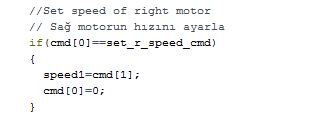 //Set speed of right motor
// Sağ motorun hızını ayarla
if(cmd[0]==set_r_speed_cmd)
{
speed1=cmd[1];
cmd[0]=0;
}